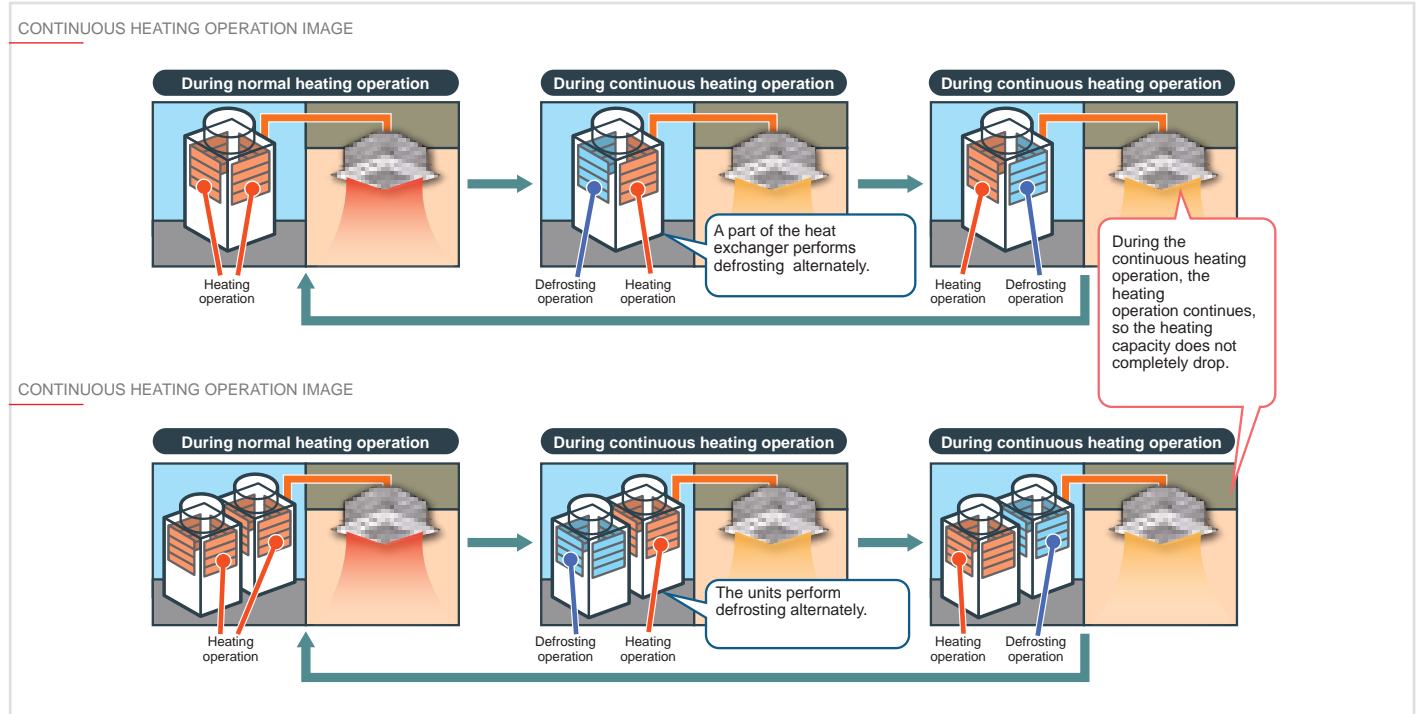 CONTINUOUS HEATING OPERATION IMAGE
During normal heating operation
During continuous heating operation
During continuous heating operation
Heating
operation
Defrosting
operation
Heating
operation
A part of the heat
exchanger performs
defrosting  alternately.
Heating
operation
Defrosting
operation
During the
continuous heating
operation, the
heating
operation continues,
so the heating
capacity does not
completely drop.
CONTINUOUS HEATING OPERATION IMAGE
During normal heating operation
During continuous heating operation
During continuous heating operation
Heating
operation
Defrosting
operation
Heating
operation
The units perform
defrosting alternately.
Heating
operation
Defrosting
operation